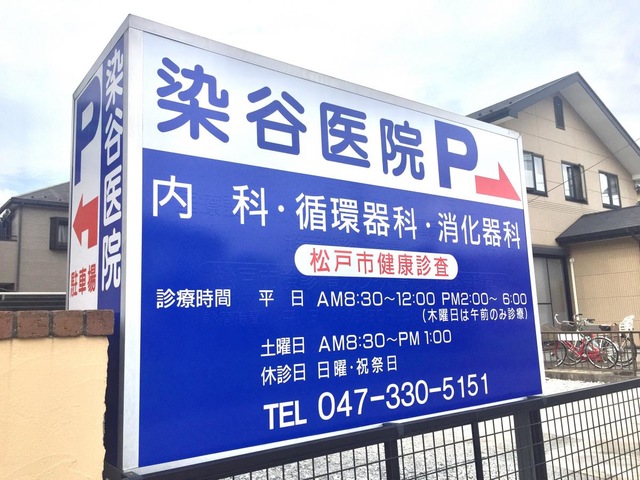 染谷医院 P
内科・循環器科・消化器科
松戸市健康診査
診療時間 平日 AM8:30~12:00 PM2:00~6:00
(木曜日は午前のみ診療)
土曜日 AM8:30~PM1:00
休診日 日曜・祝祭日
TEL 047-330-5151
染谷医院
P
駐車場